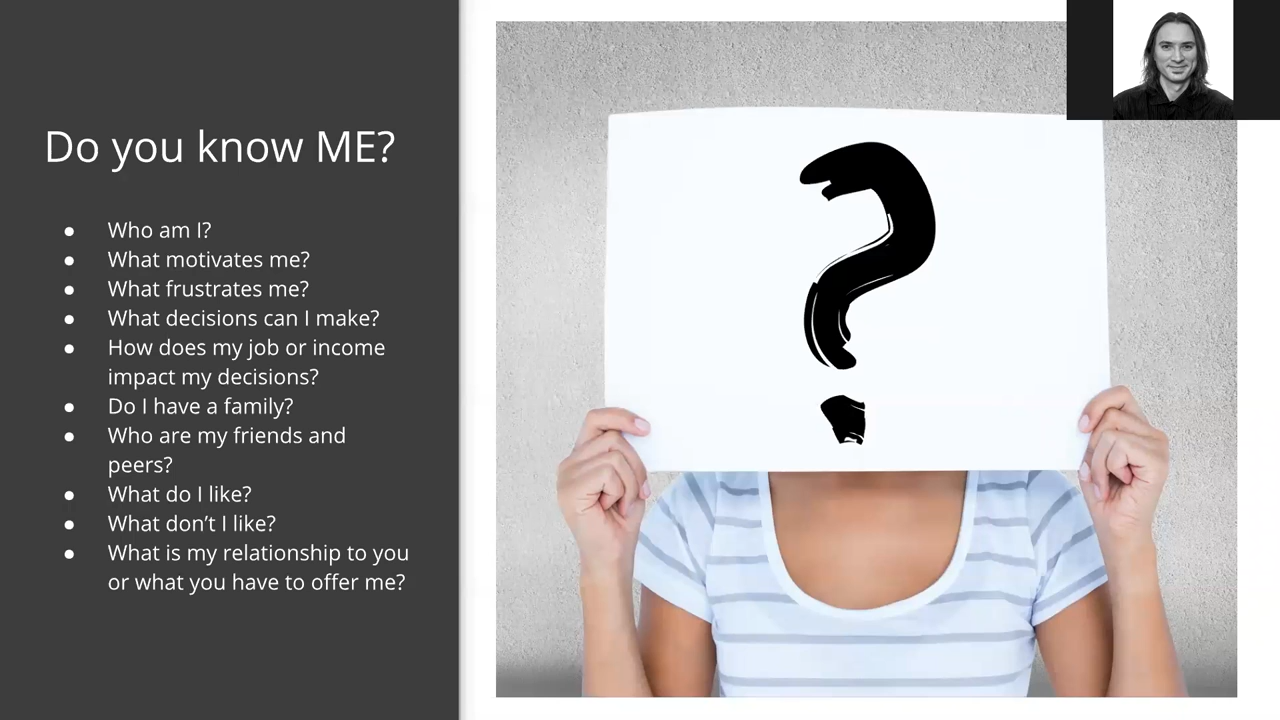 Do you know ME?
● Who am I?
● What motivates me?
● What frustrates me?
● What decisions can I make?
● How does my job or income
impact my decisions?
● Do I have a family?
● Who are my friends and
peers?
● What do I like?
● What don’t I like?
● What is my relationship to you
or what you have to offer me?
?